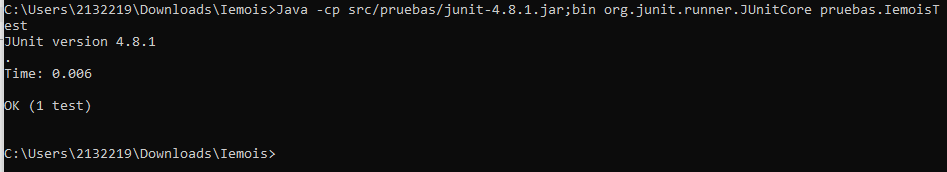 C:\Users\2132219\Downloads\Iemois>Java -cp src/pruebas/junit-4.8.1.jar;bin org.junit.runner.JUnitCore pruebas.IemoisT
est
JUnit version 4.8.1
.
Time: 0.006
OK (1 test)
C:\Users\2132219\Downloads\Iemois>